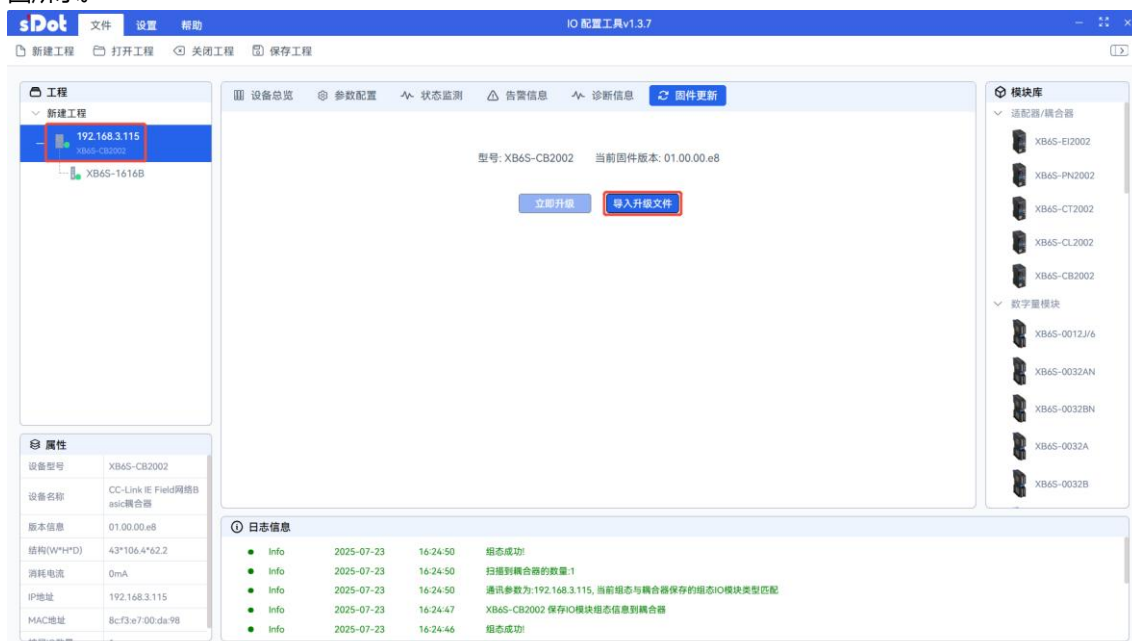 siDot 文件 设置 帮助 IO 配置工具v1.3.7
新建工程 打开工程 关闭工程 保存工程
工程
新建工程
192.168.3.115
XB6S-CB2002
XB6S-1616B
设备总览 参数配置 状态监测 告警信息 诊断信息 固件更新
型号: XB6S-CB2002 当前固件版本: 01.00.00.e8
立即升级 导入升级文件
模块库
适配器/耦合器
XB6S-EI2002
XB6S-PN2002
XB6S-CT2002
XB6S-CL2002
XB6S-CB2002
数字量模块
XB6S-0012J/6
XB6S-0032AN
XB6S-0032BN
XB6S-0032A
XB6S-0032B
属性
设备型号 XB6S-CB2002
设备名称 CC-Link IE Field网络B
asic耦合器
版本信息 01.00.00.e8
结构(W*H*D) 43*106.4*62.2
消耗电流 0mA
IP地址 192.168.3.115
MAC地址 8c:f3:e7:00:da:98
日志信息
Info 2025-07-23 16:24:50 组态成功!
Info 2025-07-23 16:24:50 扫描到耦合器的数量:1
Info 2025-07-23 16:24:50 通讯参数为:192.168.3.115, 当前组态与耦合器保存的组态IO模块类型匹配
Info 2025-07-23 16:24:47 XB6S-CB2002 保存IO模块组态信息到耦合器
Info 2025-07-23 16:24:46 组态成功!